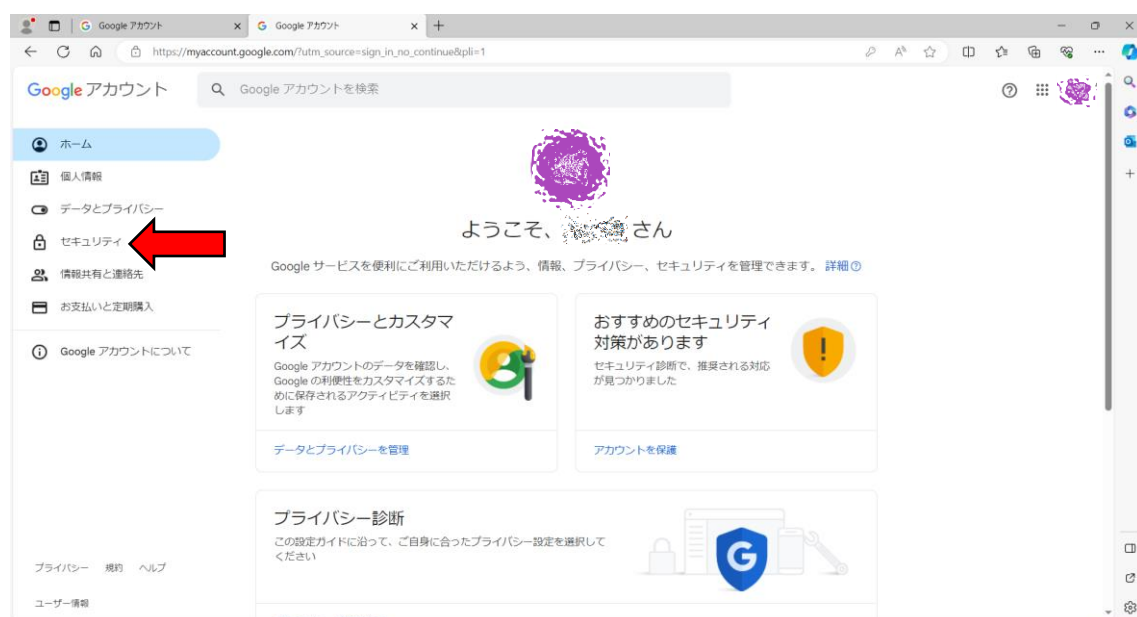 Google アカウント
Google アカウント
https://myaccount.google.com/?utm_source=sign_in_no_continue&pli=1
Google アカウント
Google アカウントを検索
ホーム
個人情報
データとプライバシー
セキュリティ
情報共有と連絡先
お支払いと定期購入
Google アカウントについて
ようこそ、 さん
Google サービスを便利にご利用いただけるよう、情報、プライバシー、セキュリティを管理できます。 詳細
プライバシーとカスタマ
イズ
Google アカウントのデータを確認し、
Google の利便性をカスタマイズするた
めに保存されるアクティビティを選択
します
データとプライバシーを管理
おすすめのセキュリティ
対策があります
セキュリティ診断で、推奨される対応
が見つかりました
アカウントを保護
プライバシー診断
この設定ガイドに沿って、ご自身に合ったプライバシー設定を選択して
ください
プライバシー 規約 ヘルプ
ユーザー情報